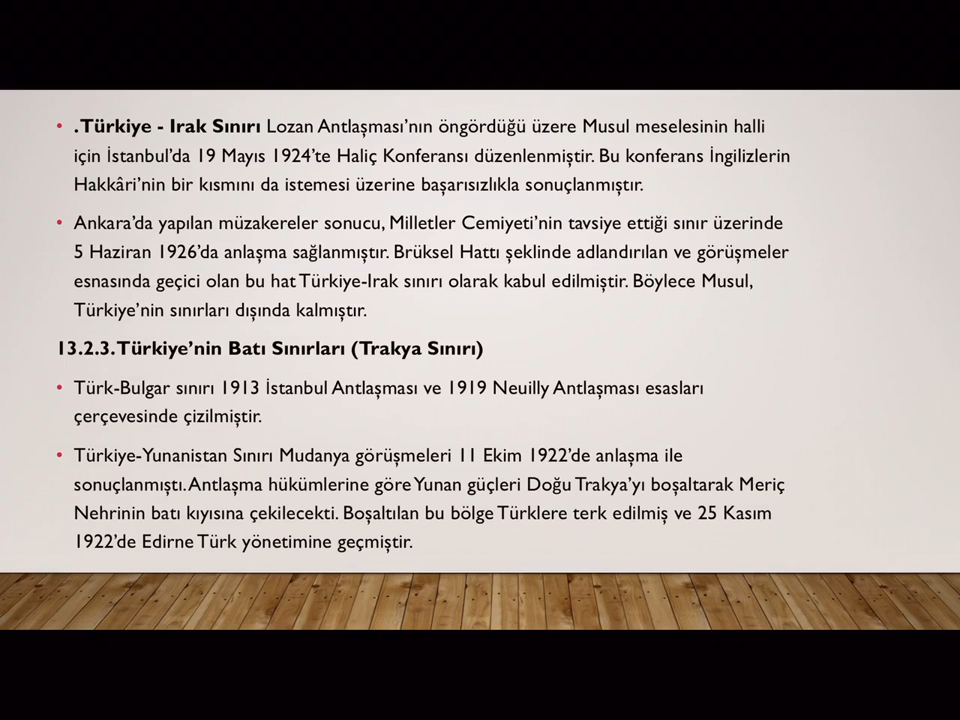 • .Türkiye - Irak Sınırı Lozan Antlaşması’nın öngördüğü üzere Musul meselesinin halli
için İstanbul’da 19 Mayıs 1924’te Haliç Konferansı düzenlenmiştir. Bu konferans İngilizlerin
Hakkâri’nin bir kısmını da istemesi üzerine başarısızlıkla sonuçlanmıştır.
• Ankara’da yapılan müzakereler sonucu, Milletler Cemiyeti’nin tavsiye ettiği sınır üzerinde
5 Haziran 1926’da anlaşma sağlanmıştır. Brüksel Hattı şeklinde adlandırılan ve görüşmeler
esnasında geçici olan bu hat Türkiye-Irak sınırı olarak kabul edilmiştir. Böylece Musul,
Türkiye’nin sınırları dışında kalmıştır.
13.2.3. Türkiye’nin Batı Sınırları (Trakya Sınırı)
• Türk-Bulgar sınırı 1913 İstanbul Antlaşması ve 1919 Neuilly Antlaşması esasları
çerçevesinde çizilmiştir.
• Türkiye-Yunanistan Sınırı Mudanya görüşmeleri 11 Ekim 1922’de anlaşma ile
sonuçlanmıştı. Antlaşma hükümlerine göre Yunan güçleri Doğu Trakya’yı boşaltarak Meriç
Nehrinin batı kıyısına çekilecekti. Boşaltılan bu bölge Türklere terk edilmiş ve 25 Kasım
1922’de Edirne Türk yönetimine geçmiştir.